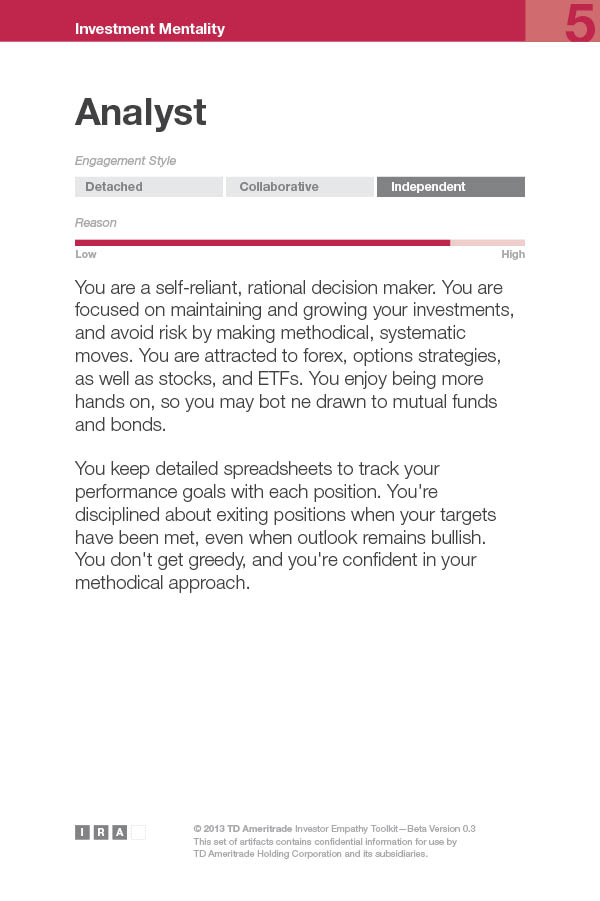 Investment Mentality
5
Analyst
Engagement Style
Detached Collaborative Independent
Reason
Low High
You are a self-reliant, rational decision maker. You are
focused on maintaining and growing your investments,
and avoid risk by making methodical, systematic
moves. You are attracted to forex, options strategies,
as well as stocks, and ETFs. You enjoy being more
hands on, so you may bot ne drawn to mutual funds
and bonds.
You keep detailed spreadsheets to track your
performance goals with each position. You're
disciplined about exiting positions when your targets
have been met, even when outlook remains bullish.
You don't get greedy, and you're confident in your
methodical approach.
I R A
© 2013 TD Ameritrade Investor Empathy Toolkit—Beta Version 0.3
This set of artifacts contains confidential information for use by
TD Ameritrade Holding Corporation and its subsidiaries.